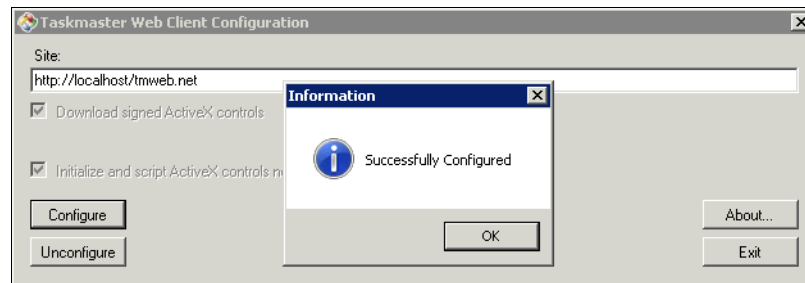 Taskmaster Web Client Configuration
Site:
http://localhost/tmweb.net
Information
Download signed ActiveX controls
Successfully Configured
Initialize and script ActiveX controls
Configure
About...
OK
Unconfigure
Exit